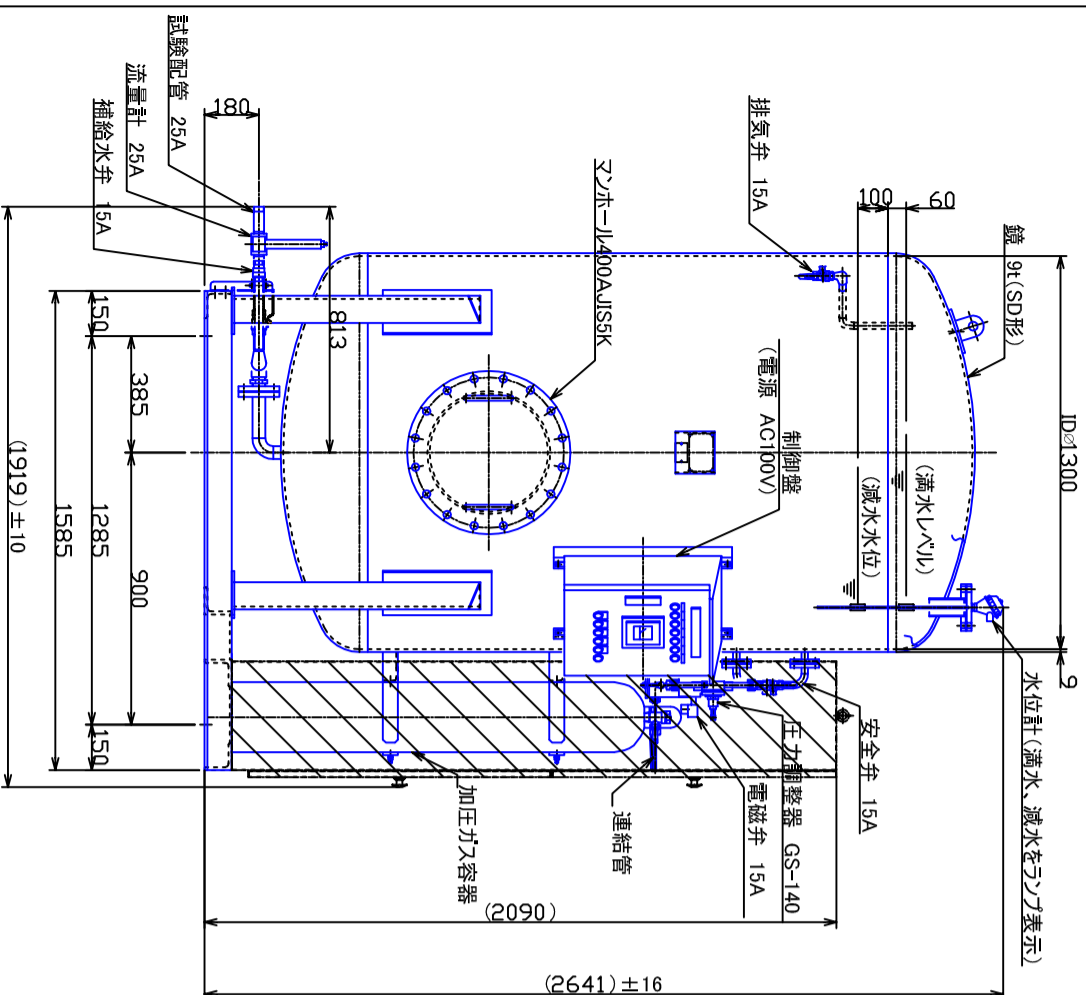 試験配管 25A
流量計 25A
補給水弁 15A
180
排気弁 15A
100
60
鏡 9t(SD形)
マンホール400AJIS5K
制御盤
(電源 AC100V)
(満水レベル)
(減水水位)
IDø1300
9
水位計(満水、減水をランプ表示)
安全弁 15A
圧力調整器 GS-140
電磁弁 15A
連結管
加圧ガス容器
813
150
385
1285
900
150
1585
(1919)±10
(2090)
(2641)±16